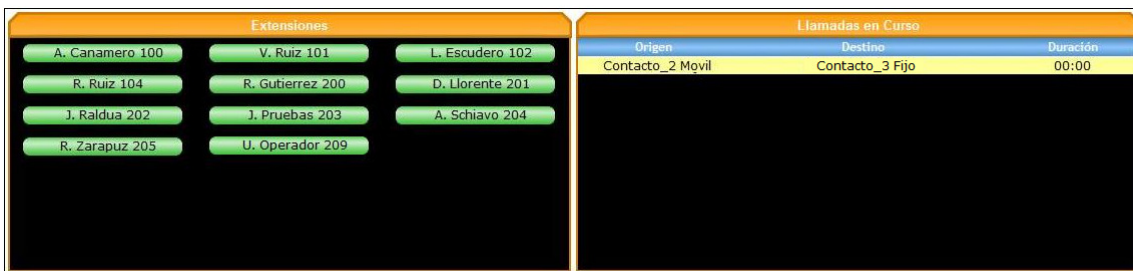 Extensiones
A. Canamero 100 V. Ruiz 101 L. Escudero 102
R. Ruiz 104 R. Gutierrez 200 D. Llorente 201
J. Raldua 202 J. Pruebas 203 A. Schiavo 204
R. Zarapuz 205 U. Operador 209
Llamadas en Curso
Origen Destino Duración
Contacto_2 Movil Contacto_3 Fijo 00:00